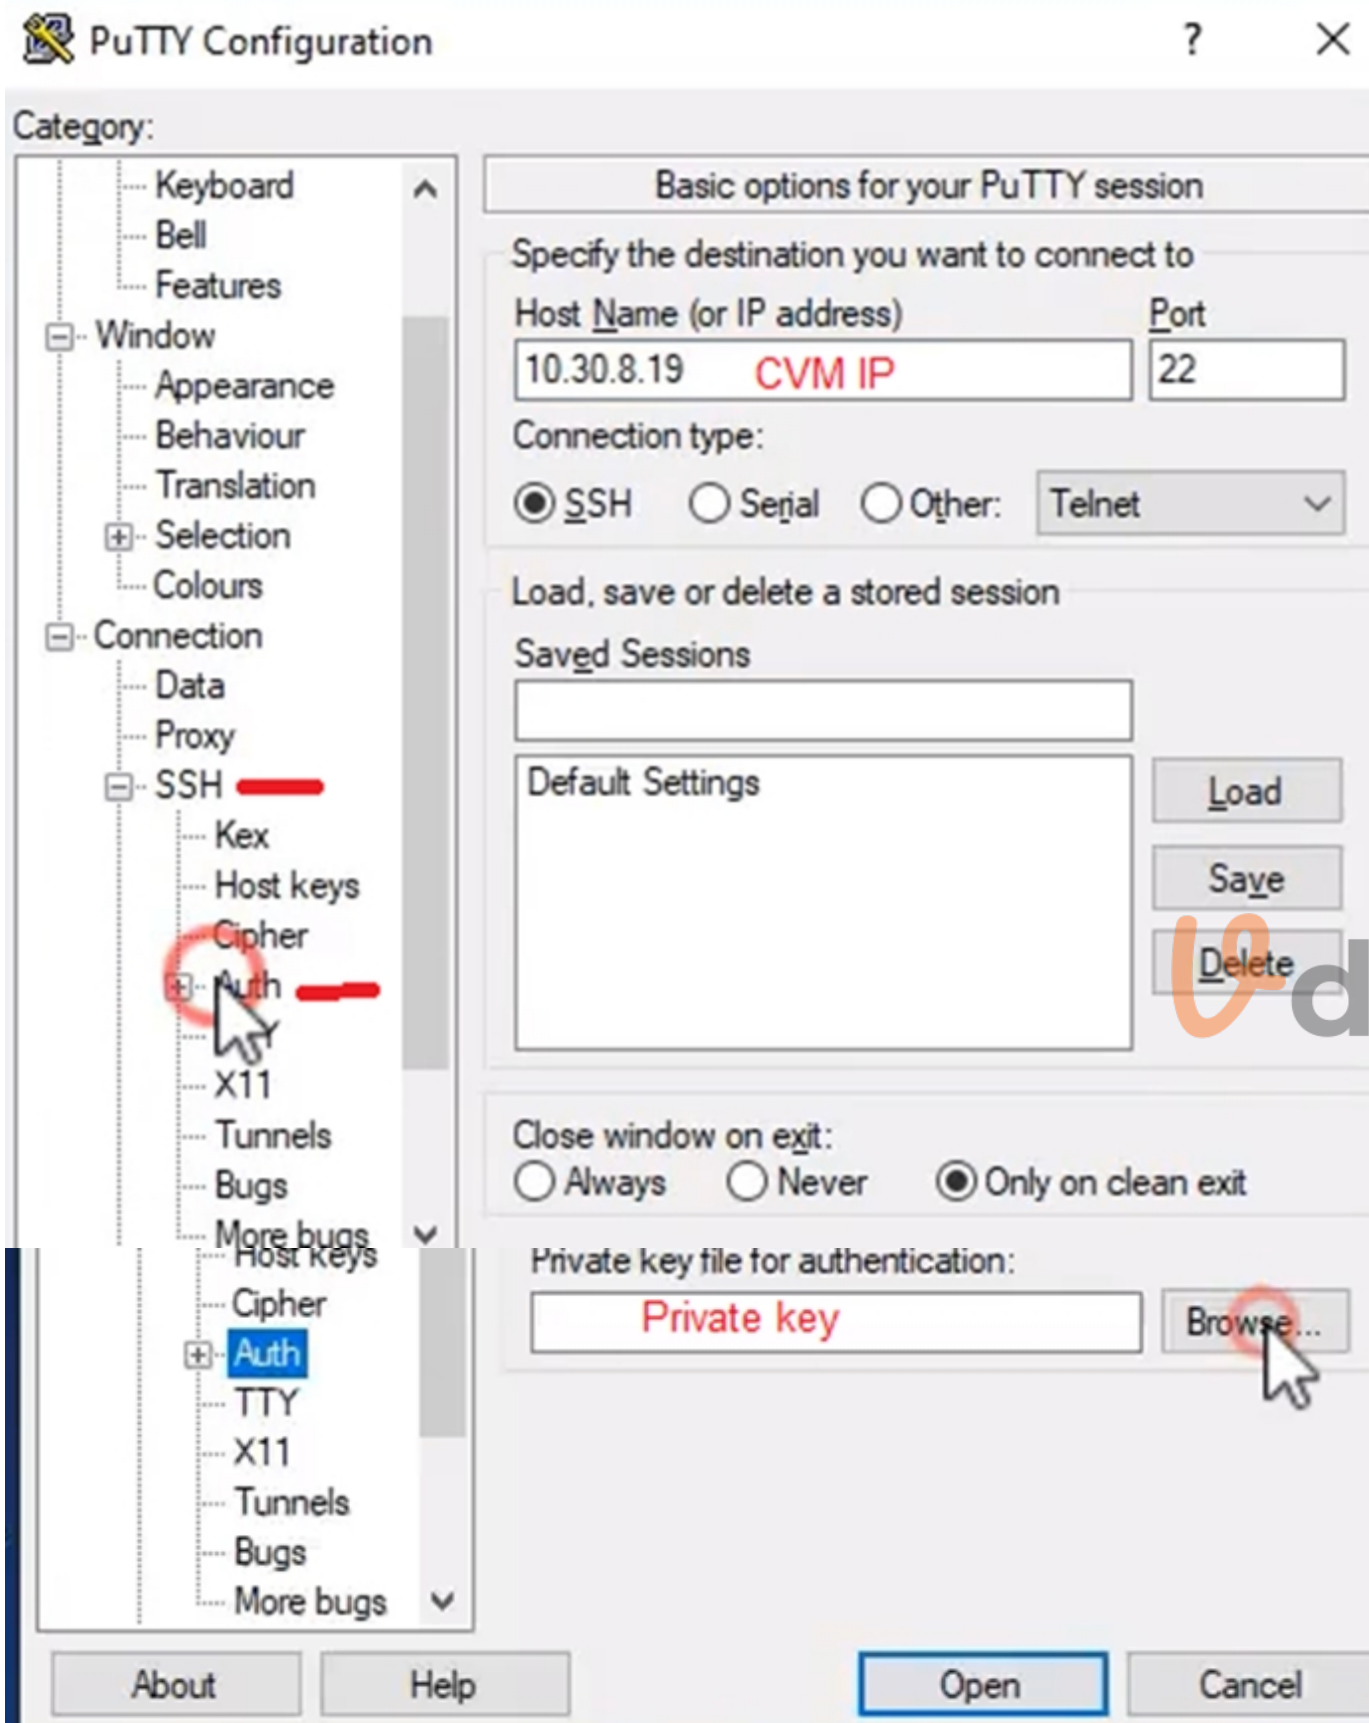 PuTTY Configuration
?
Category:
Keyboard
Bell
Features
Window
Appearance
Behaviour
Translation
Selection
Colours
Connection
Data
Proxy
SSH
Kex
Host keys
Cipher
Auth
X11
Tunnels
Bugs
More bugs
Basic options for your PuTTY session
Specify the destination you want to connect to
Host Name (or IP address) Port
10.30.8.19 CVM IP 22
Connection type:
SSH Serial Other: Telnet
Load, save or delete a stored session
Saved Sessions
Default Settings
Load
Save
Delete
Close window on exit:
Always Never Only on clean exit
Host keys
Cipher
Auth
TTY
X11
Tunnels
Bugs
More bugs
Private key file for authentication:
Private key Browse...
About Help Open Cancel